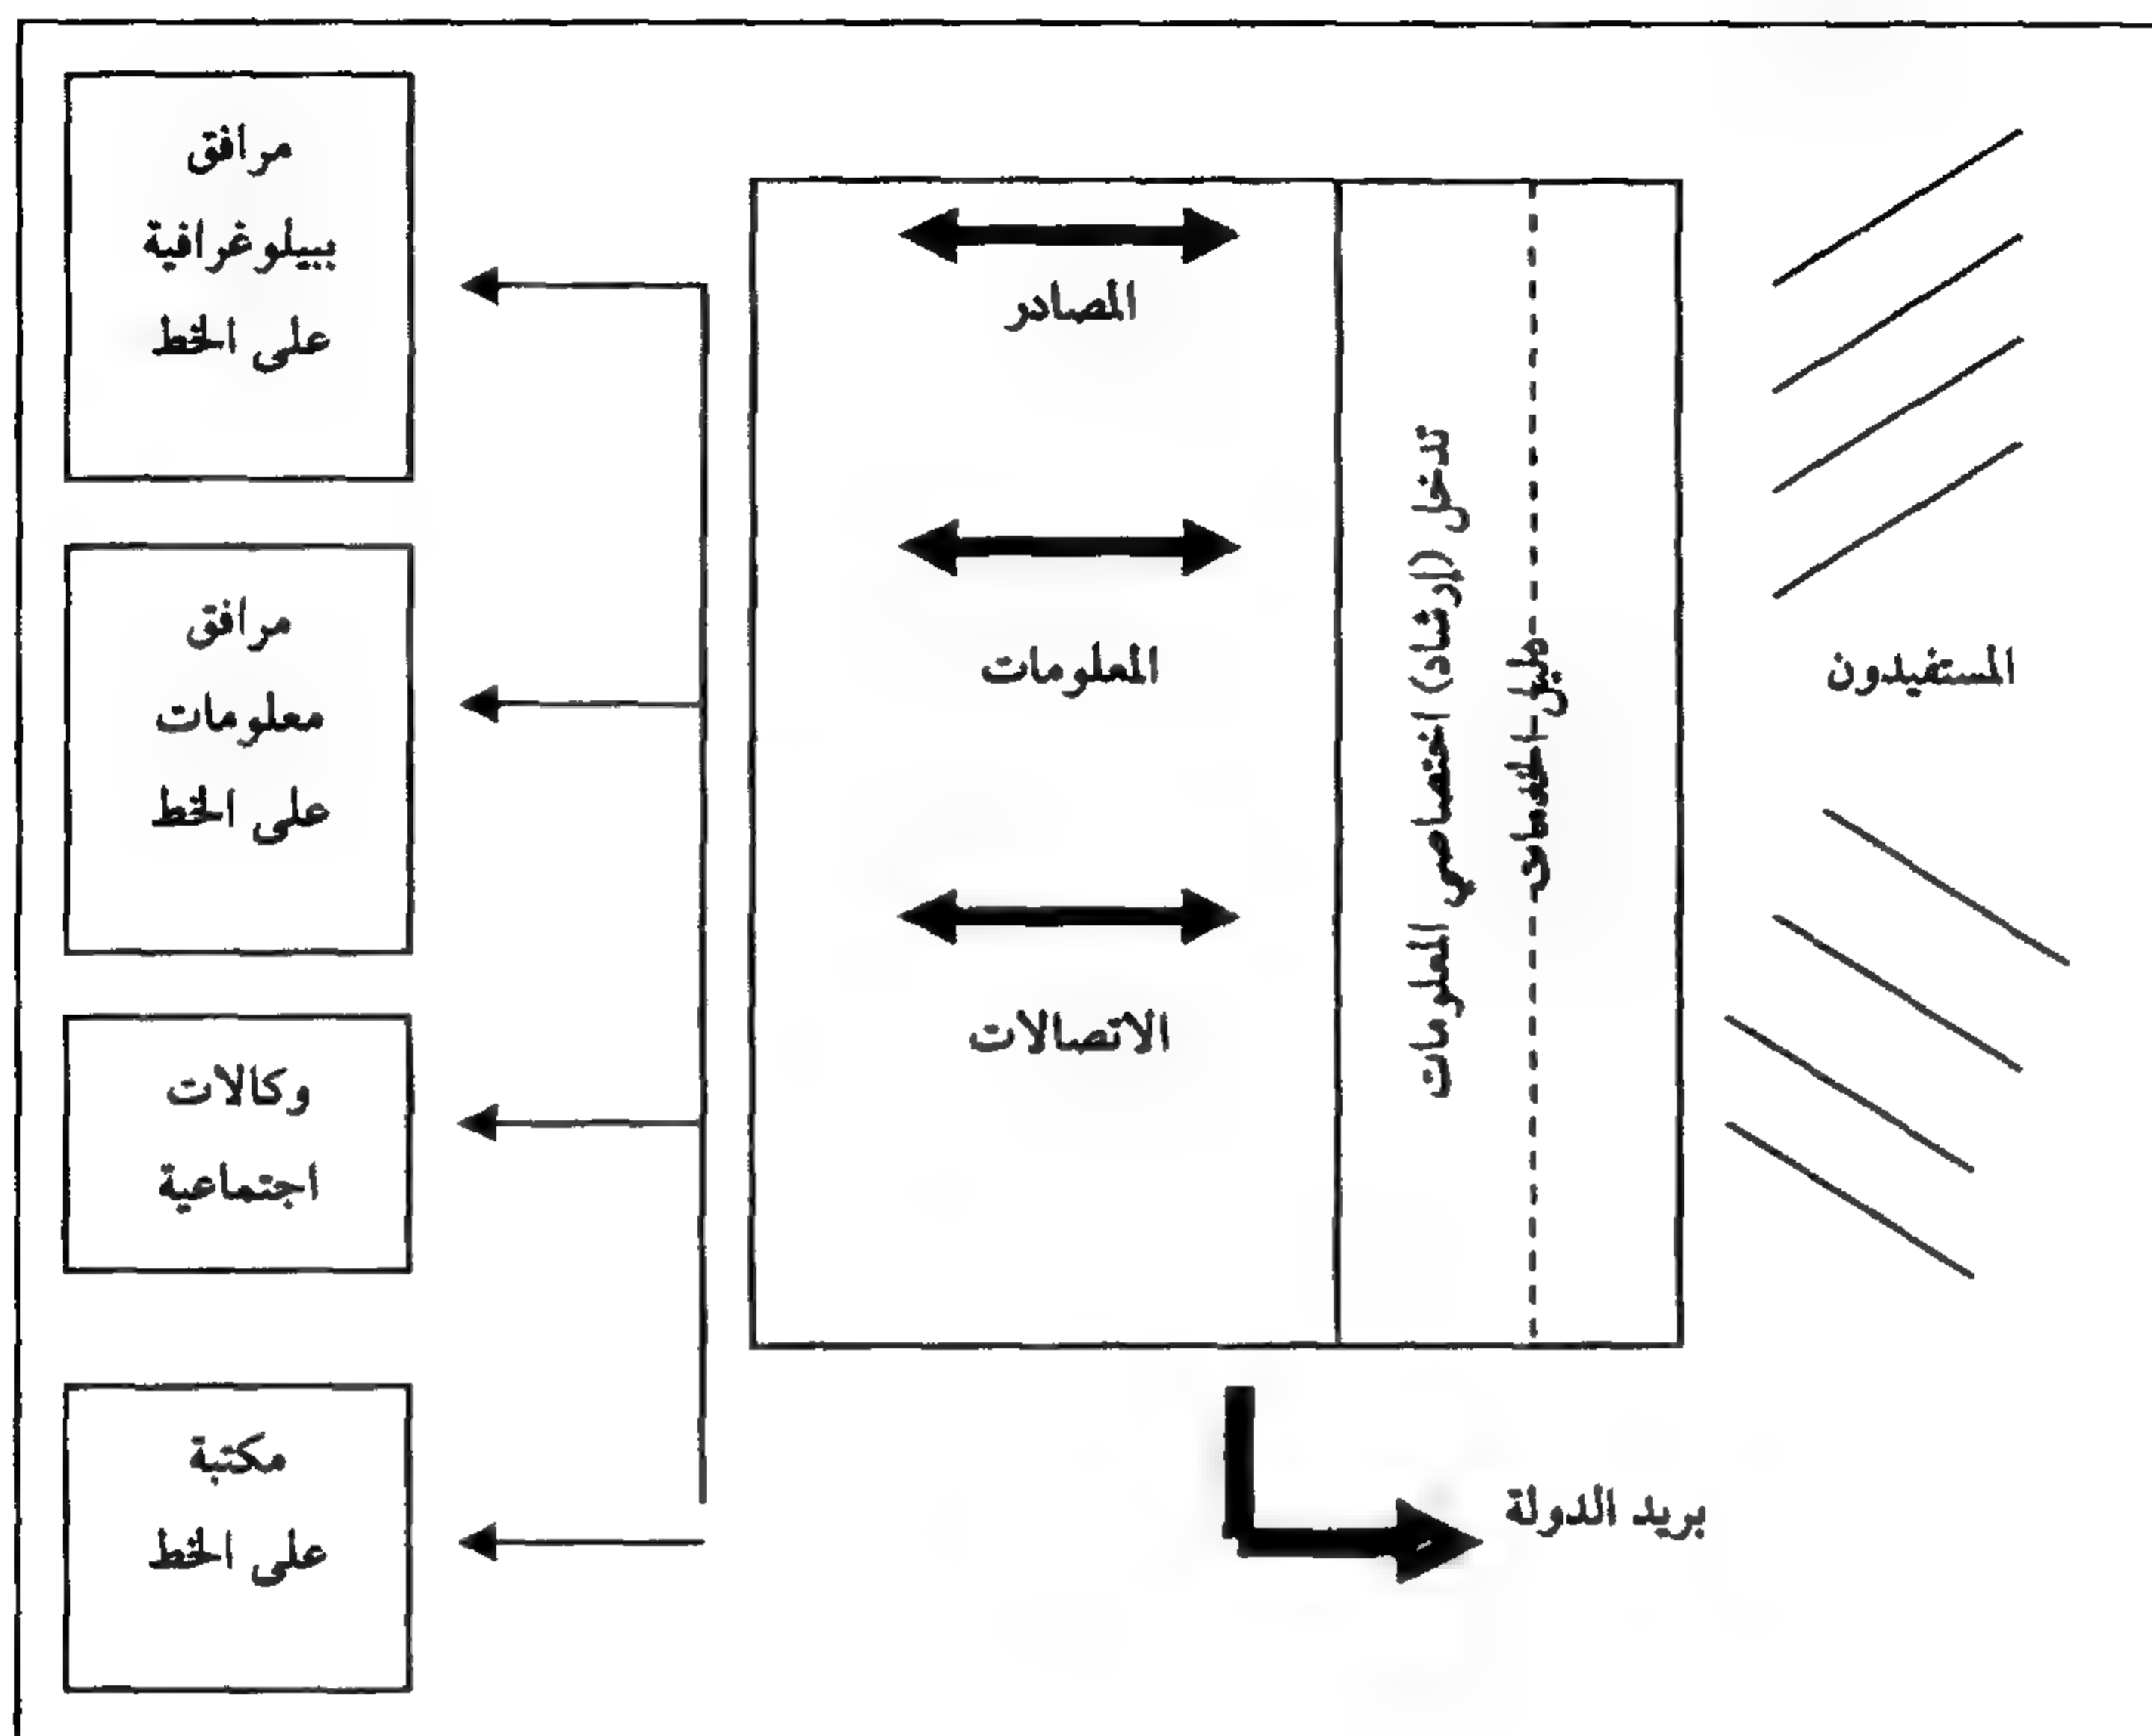 المستفيدون
تدخل (إرشاد) اختصاصي المعلومات
المصادر
المعلومات
الاتصالات
بريد الدولة
مرافق
ببيلوغرافية
على الخط
مرافق
معلومات
على الخط
وكالات
اجتماعية
مكتبة
على الخط